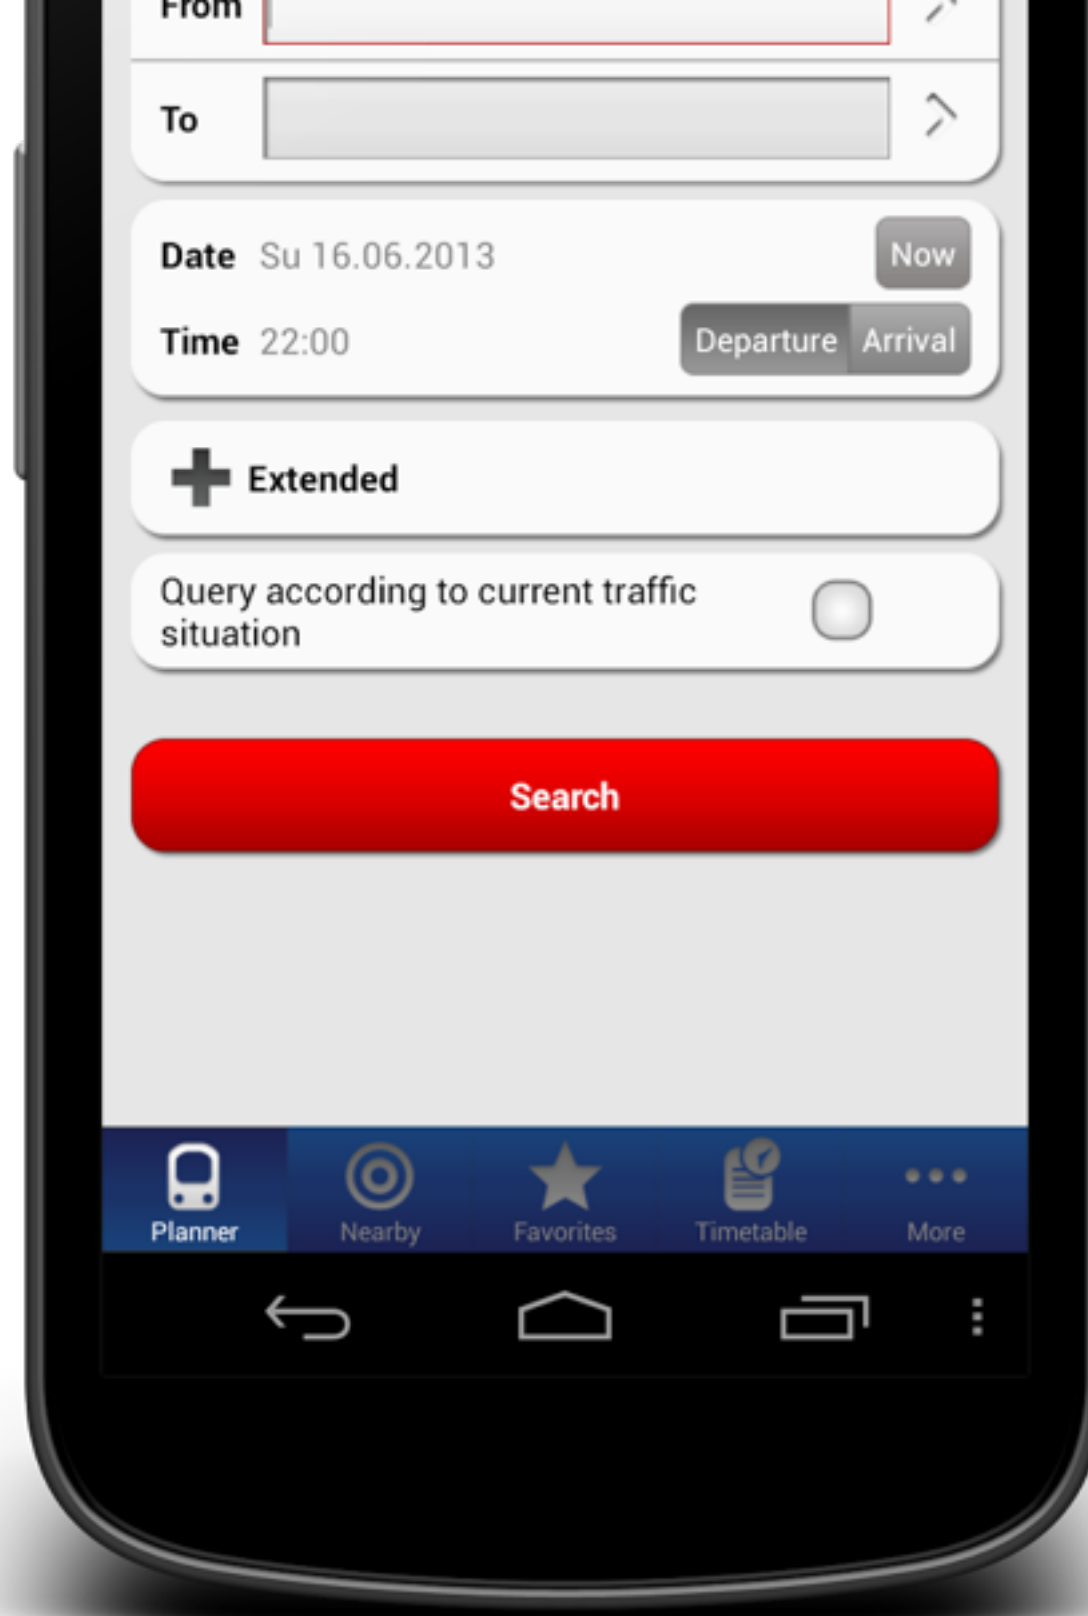 From
To
Date Su 16.06.2013 Now
Time 22:00 Departure Arrival
Extended
Query according to current traffic
situation
Search
Planner Nearby Favorites Timetable More